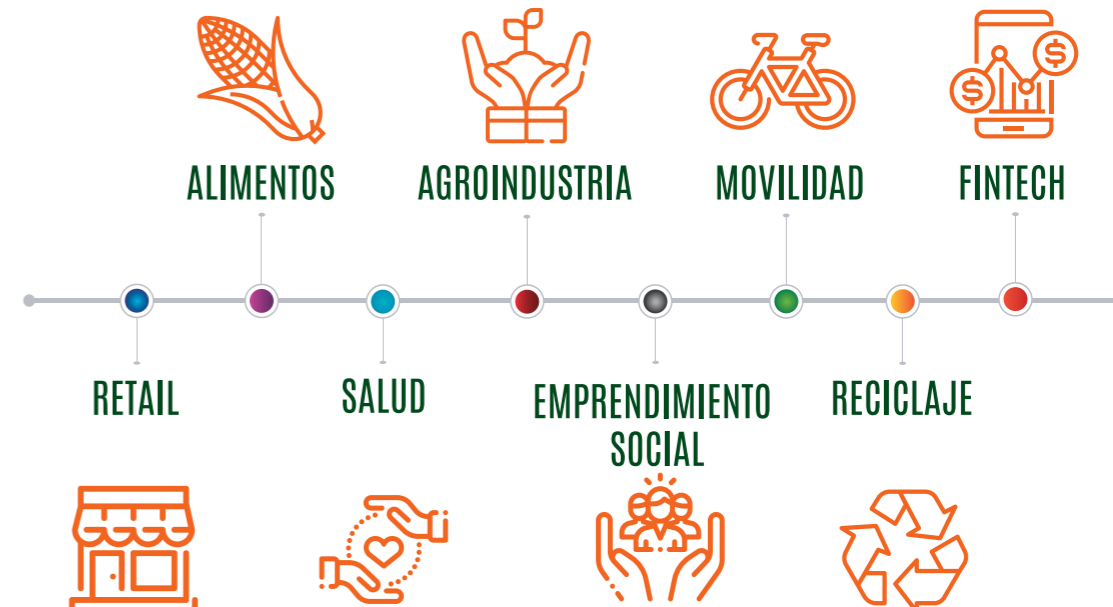 ALIMENTOS
AGROINDUSTRIA
MOVILIDAD
FINTECH
RETAIL
SALUD
EMPRENDIMIENTO
SOCIAL
RECICLAJE
$
$